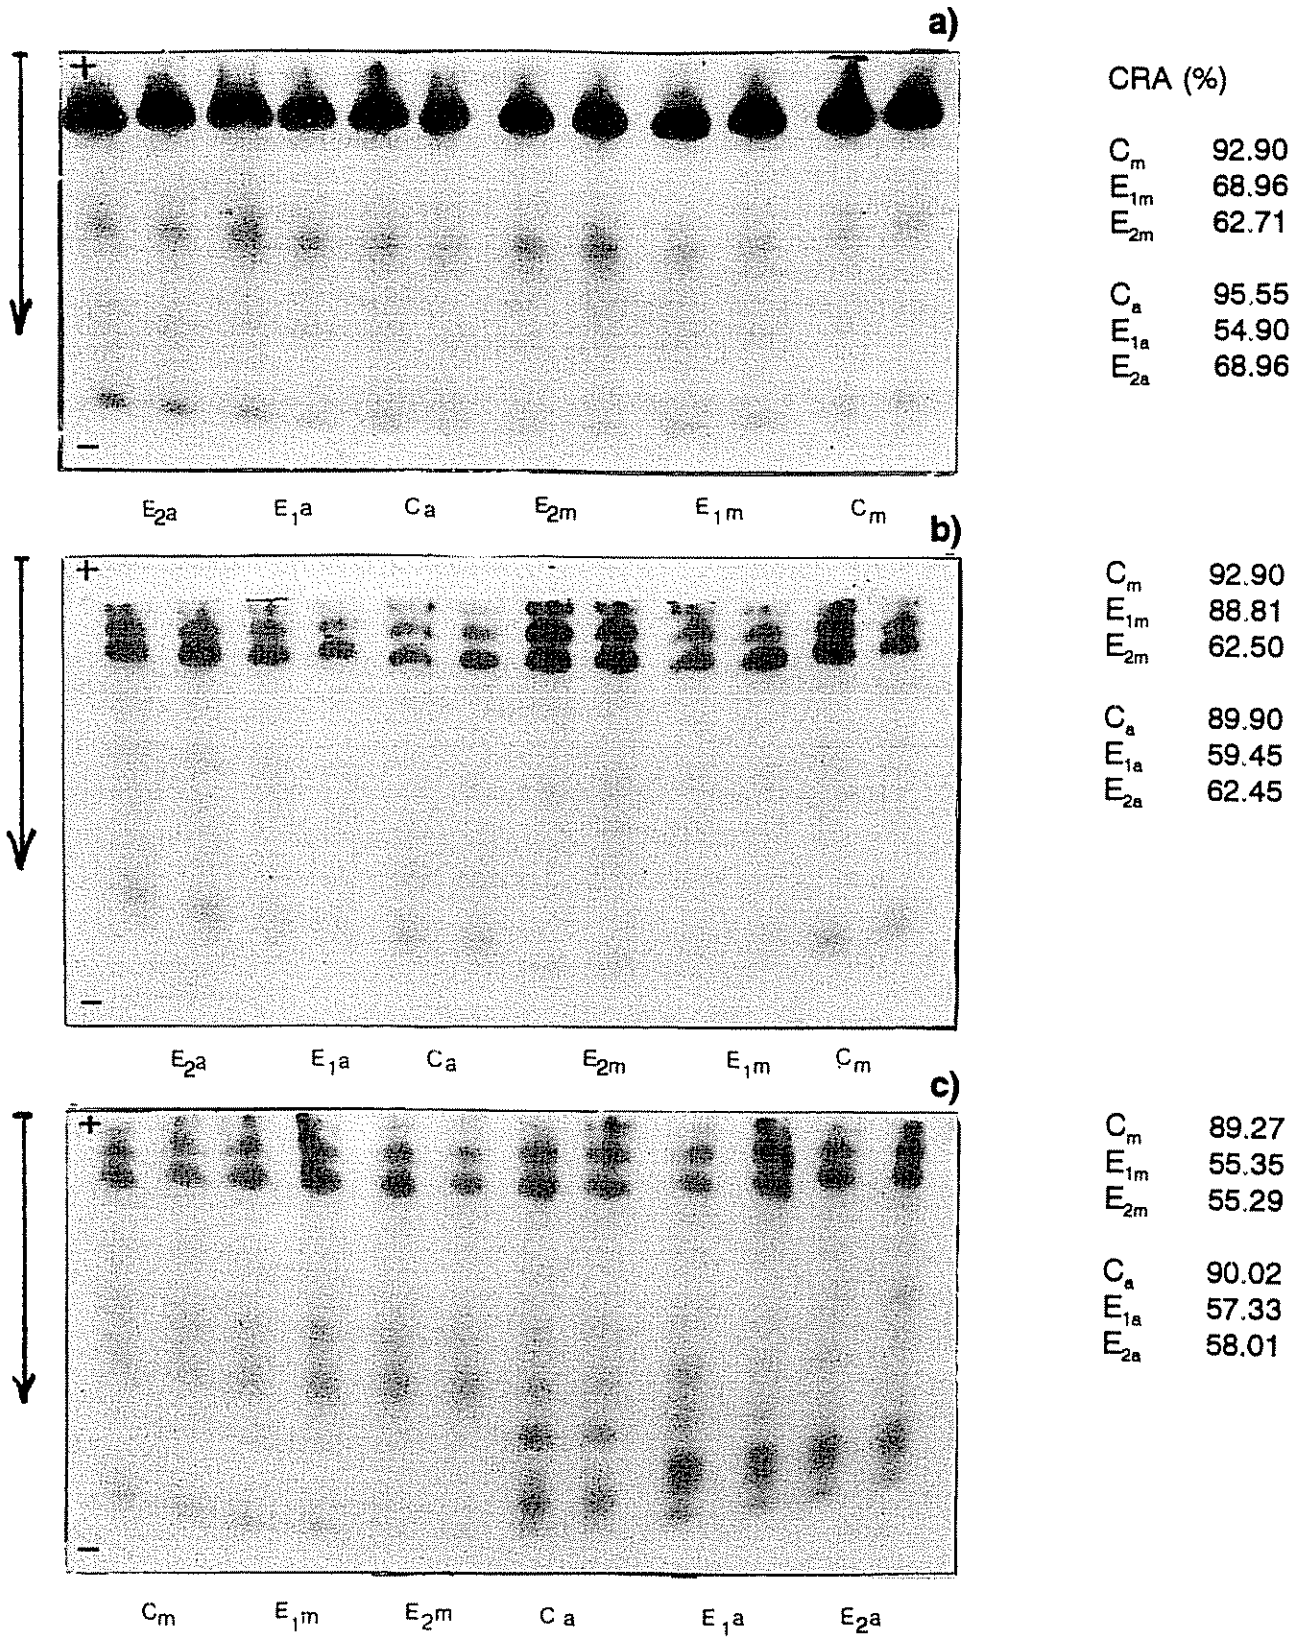 a)
+
CRA (%)
Cm 92.90
E1m 68.96
E2m 62.71
Ca 95.55
E1a 54.90
E2a 68.96
−
E2a E1a Ca E2m E1m Cm
b)
+
Cm 92.90
E1m 88.81
E2m 62.50
Ca 89.90
E1a 59.45
E2a 62.45
−
E2a E1a Ca E2m E1m Cm
c)
+
Cm 89.27
E1m 55.35
E2m 55.29
Ca 90.02
E1a 57.33
E2a 58.01
−
Cm E1m E2m Ca E1a E2a